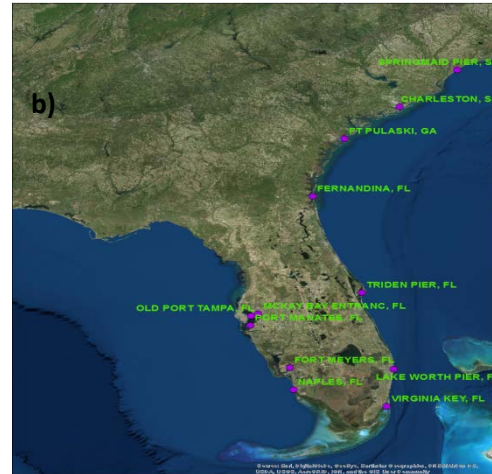 SPRINGMAID PIER, S
b)
CHARLESTON, S
FT PULASKI, GA
FERNANDINA, FL
TRIDEN PIER, FL
OLD PORT TAMPA, FL
MCKAY BAY ENTRANC, FL
PORT MANATEE, FL
FORT MEYERS, FL
LAKE WORTH PIER, F
NAPLES, FL
VIRGINIA KEY, FL